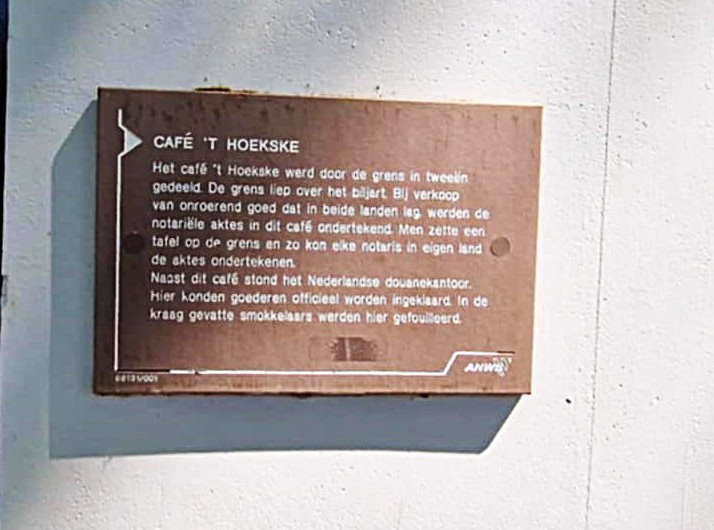 CAFÉ 'T HOEKSKE
Het café 't Hoekske werd door de grens in tweeën
gedeeld. De grens liep over het biljart. Bij verkoop
van onroerend goed dat in beide landen lag, werden de
notariële aktes in dit café ondertekend. Men zette een
tafel op de grens en zo kon elke notaris in eigen land
de aktes ondertekenen.
Naast dit café stond het Nederlandse douanekantoor.
Hier konden goederen officieel worden ingeklaard. In de
kraag gevatte smokkelaars werden hier gefouilleerd.
ANWB